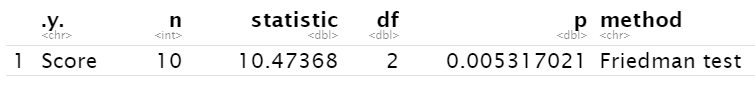 .y. n statistic df p method
<chr> <int> <dbl> <dbl> <dbl> <chr>
1 Score 10 10.47368 2 0.005317021 Friedman test